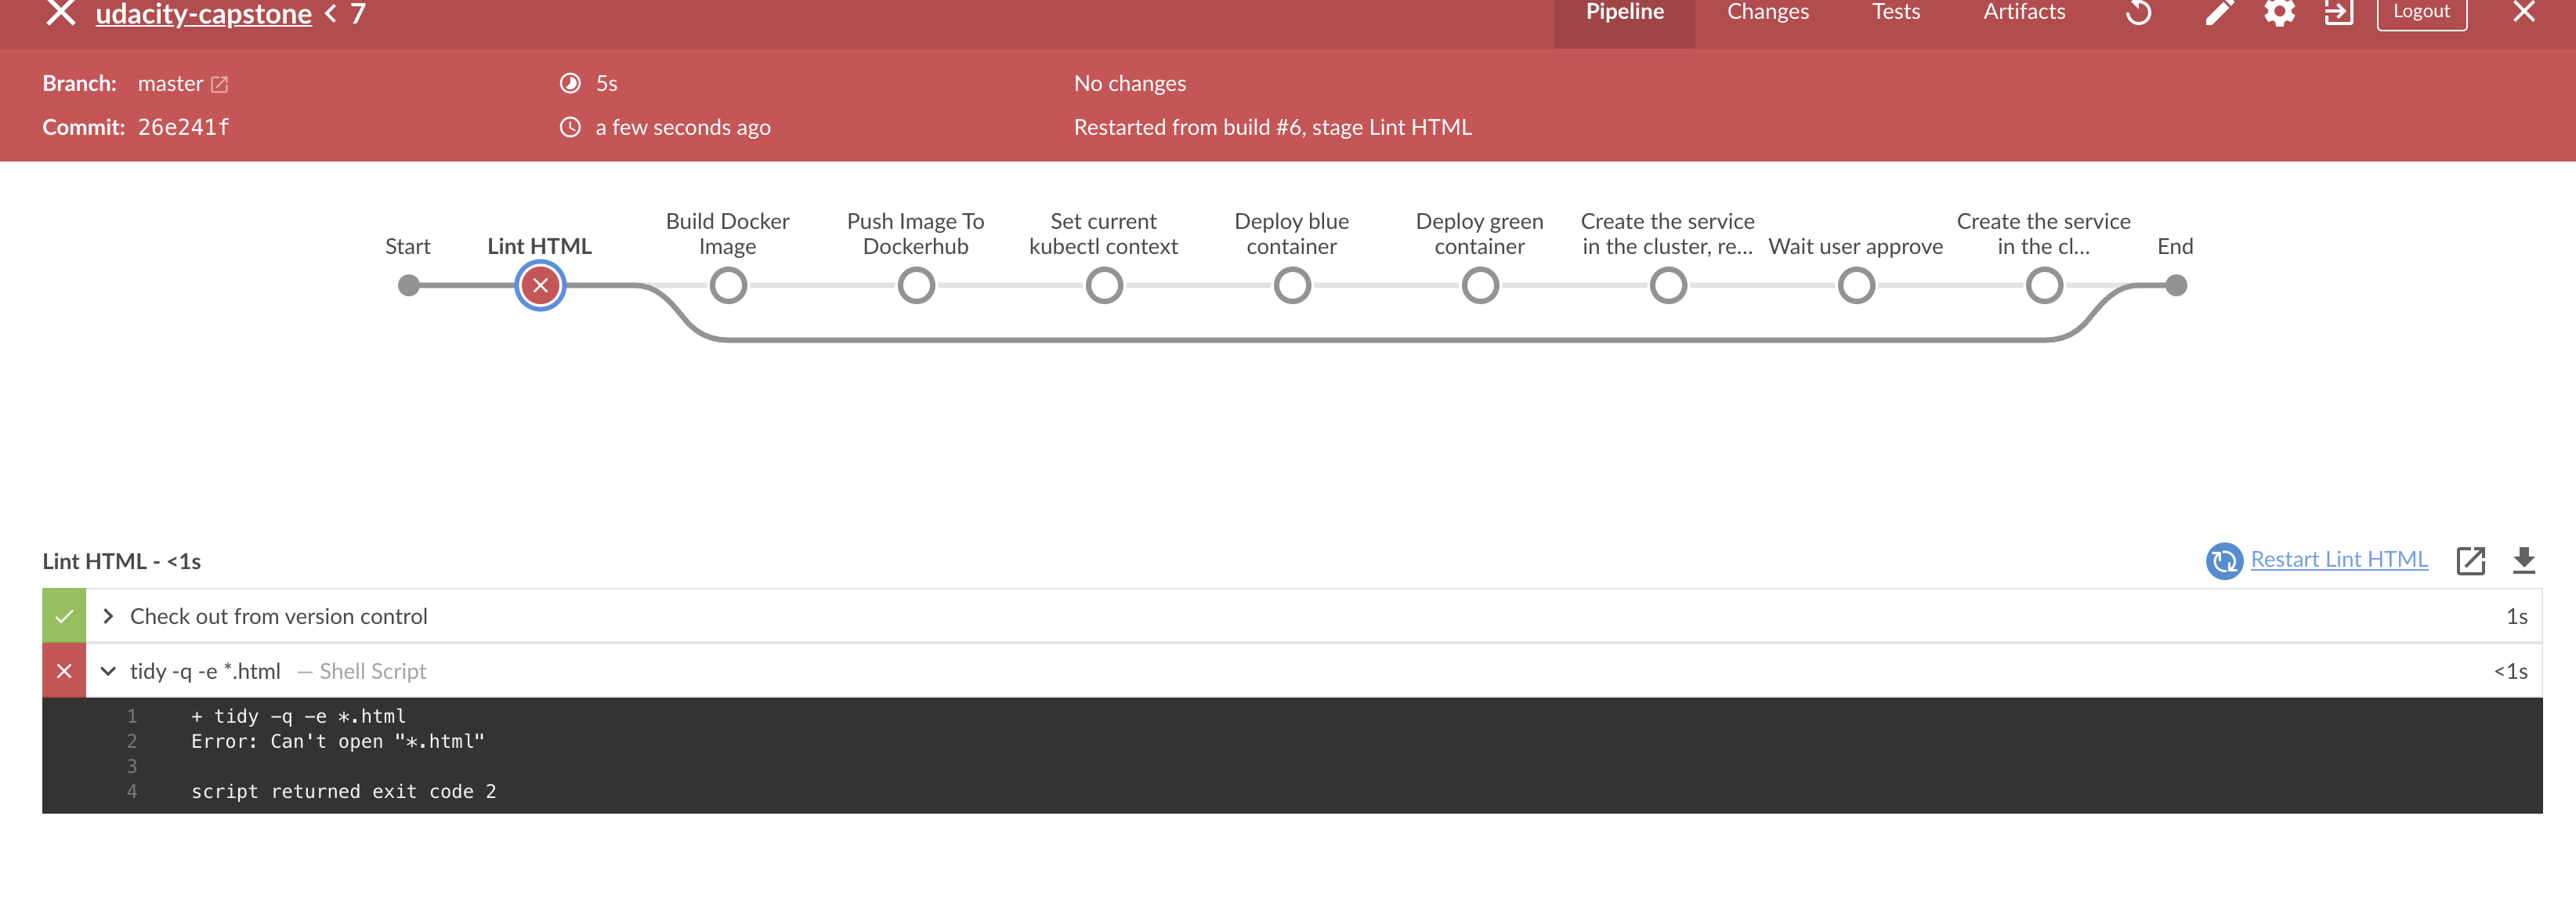 udacity-capstone < 7
Pipeline Changes Tests Artifacts Logout
Branch: master 5s No changes
Commit: 26e241f a few seconds ago Restarted from build #6, stage Lint HTML
Start
Lint HTML
Build Docker
Image
Push Image To
Dockerhub
Set current
kubectl context
Deploy blue
container
Deploy green
container
Create the service
in the cluster, re...
Wait user approve
Create the service
in the cl...
End
Lint HTML - <1s
Restart Lint HTML
Check out from version control 1s
tidy -q -e *.html — Shell Script <1s
1 + tidy -q -e *.html
2 Error: Can't open "*.html"
3
4 script returned exit code 2